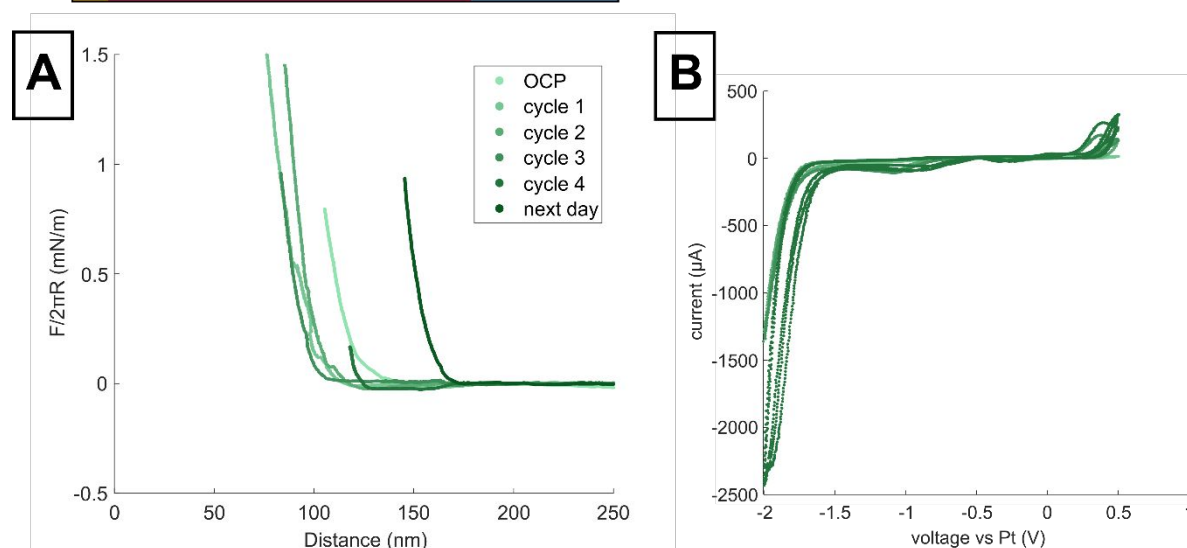 A
1.5
1
0.5
0
-0.5
F/2πR (mN/m)
0
50
100
150
200
250
Distance (nm)
OCP
cycle 1
cycle 2
cycle 3
cycle 4
next day
B
500
0
-500
-1000
-1500
-2000
-2500
current (µA)
-2
-1.5
-1
-0.5
0
0.5
1
voltage vs Pt (V)